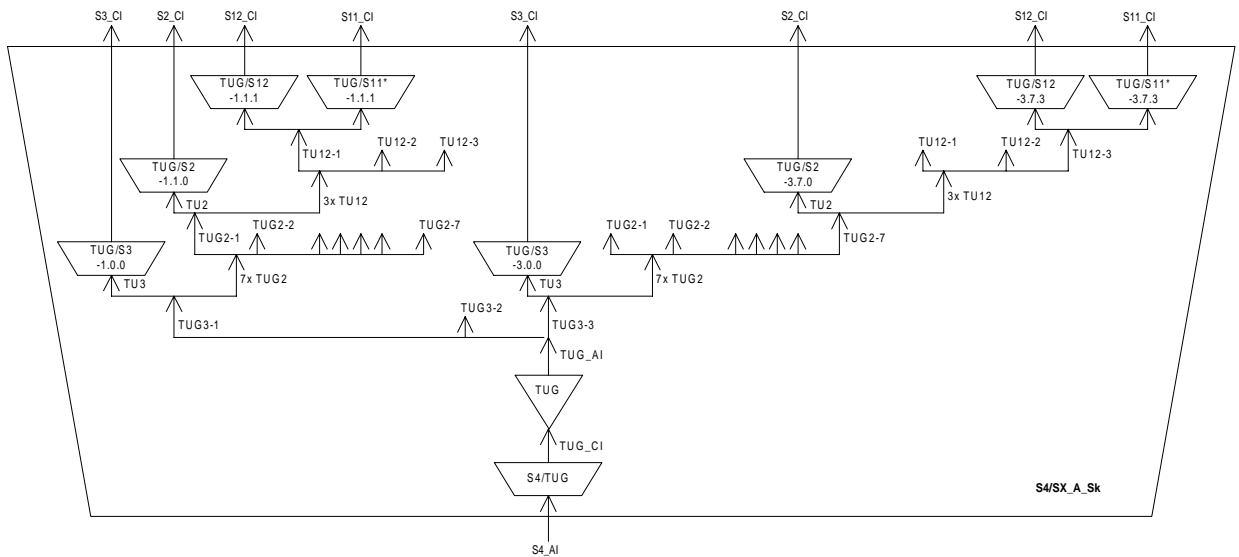 S3_CI S2_CI S12_CI S11_CI S3_CI S2_CI S12_CI S11_CI
TUG/S12
-1.1.1
TUG/S11*
-1.1.1
TUG/S12
-3.7.3
TUG/S11*
-3.7.3
TU12-1 TU12-2 TU12-3 TU12-1 TU12-2 TU12-3
TUG/S2
-1.1.0
TUG/S2
-3.7.0
TU2 3x TU12 TU2 3x TU12
TUG2-1 TUG2-2 TUG2-7 TUG2-1 TUG2-2 TUG2-7
TUG/S3
-1.0.0
TUG/S3
-3.0.0
TU3 7x TUG2 TU3 7x TUG2
TUG3-1 TUG3-2 TUG3-3
TUG_AI
TUG
TUG_CI
S4/TUG
S4/SX_A_Sk
S4_AI